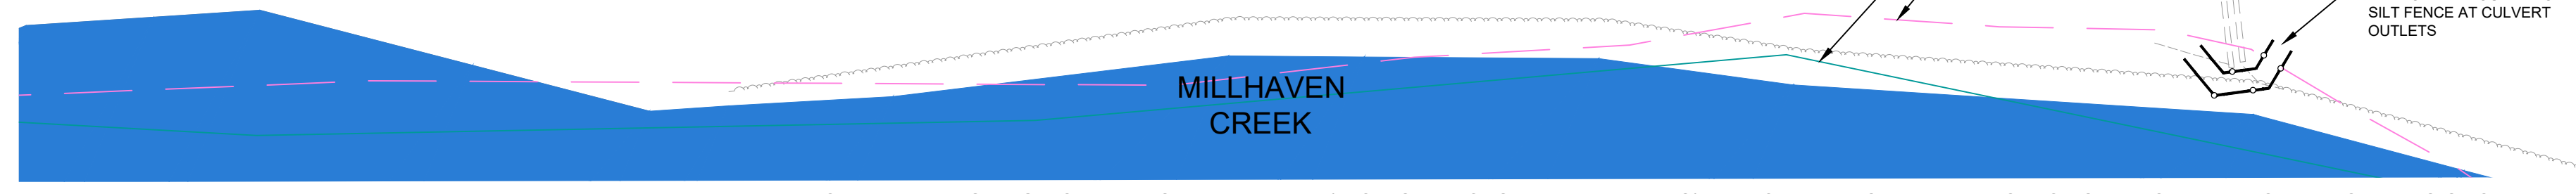 SILT FENCE AT CULVERT
OUTLETS
MILLHAVEN
CREEK